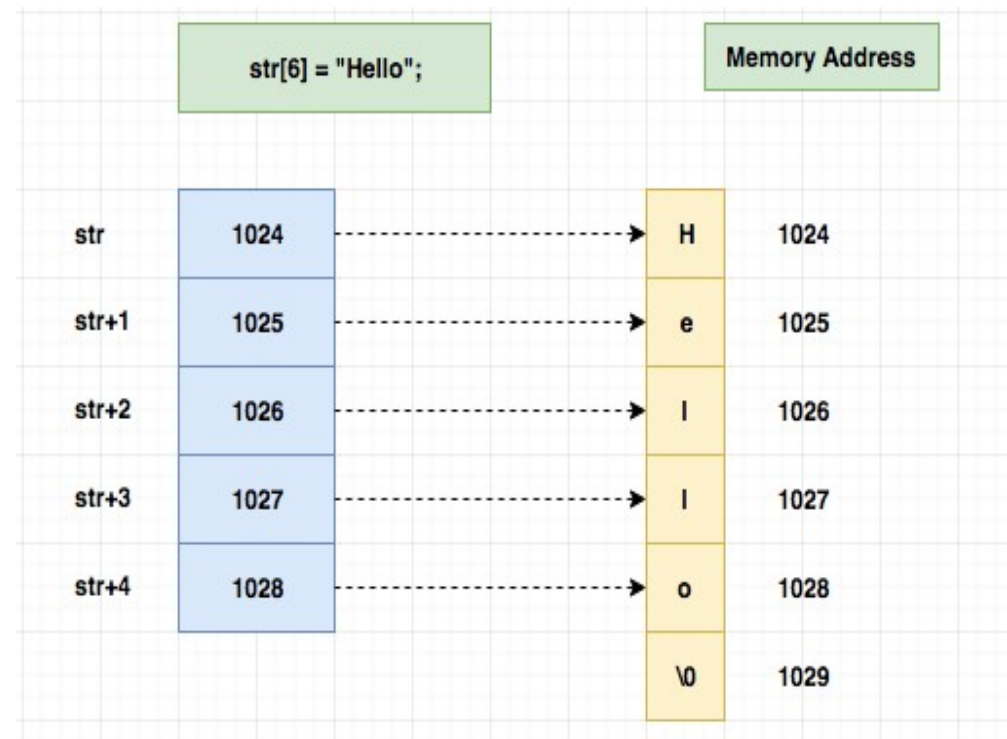 str[6] = "Hello";
Memory Address
str 1024 H 1024
str+1 1025 e 1025
str+2 1026 l 1026
str+3 1027 l 1027
str+4 1028 o 1028
\0 1029